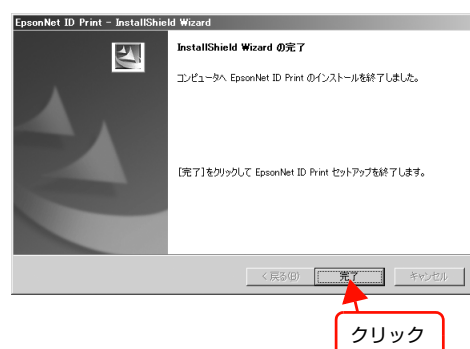 EpsonNet ID Print - InstallShield Wizard
InstallShield Wizard の完了
コンピュータへ EpsonNet ID Print のインストールを終了しました。
[完了]をクリックして EpsonNet ID Print セットアップを終了します。
< 戻る(B)
完了
キャンセル
クリック